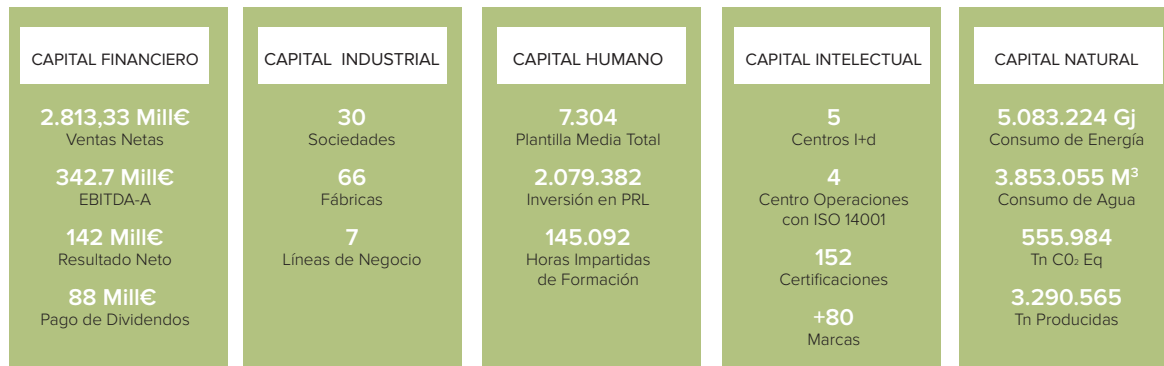 CAPITAL FINANCIERO
2.813,33 Mill€
Ventas Netas
342.7 Mill€
EBITDA-A
142 Mill€
Resultado Neto
88 Mill€
Pago de Dividendos
CAPITAL INDUSTRIAL
30
Sociedades
66
Fábricas
7
Líneas de Negocio
CAPITAL HUMANO
7.304
Plantilla Media Total
2.079.382
Inversión en PRL
145.092
Horas Impartidas
de Formación
CAPITAL INTELECTUAL
5
Centros I+d
4
Centro Operaciones
con ISO 14001
152
Certificaciones
+80
Marcas
CAPITAL NATURAL
5.083.224 Gj
Consumo de Energía
3.853.055 M³
Consumo de Agua
555.984
Tn C0₂ Eq
3.290.565
Tn Producidas